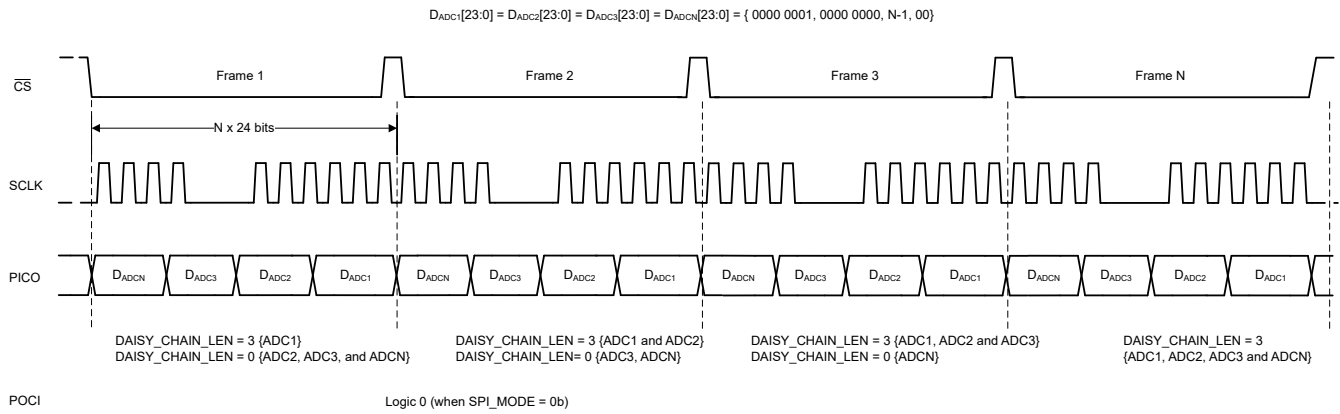 DADC1[23:0] = DADC2[23:0] = DADC3[23:0] = DADCN[23:0] = { 0000 0001, 0000 0000, N-1, 00}
CS
Frame 1
Frame 2
Frame 3
Frame N
N x 24 bits
SCLK
PICO
DADCN
DADC3
DADC2
DADC1
DADCN
DADC3
DADC2
DADC1
DADCN
DADC3
DADC2
DADC1
DADCN
DADC3
DADC2
DADC1
DAISY_CHAIN_LEN = 3 {ADC1}
DAISY_CHAIN_LEN = 0 {ADC2, ADC3, and ADCN}
DAISY_CHAIN_LEN = 3 {ADC1 and ADC2}
DAISY_CHAIN_LEN= 0 {ADC3, ADCN}
DAISY_CHAIN_LEN = 3 {ADC1, ADC2 and ADC3}
DAISY_CHAIN_LEN = 0 {ADCN}
DAISY_CHAIN_LEN = 3
{ADC1, ADC2, ADC3 and ADCN}
POCI
Logic 0 (when SPI_MODE = 0b)